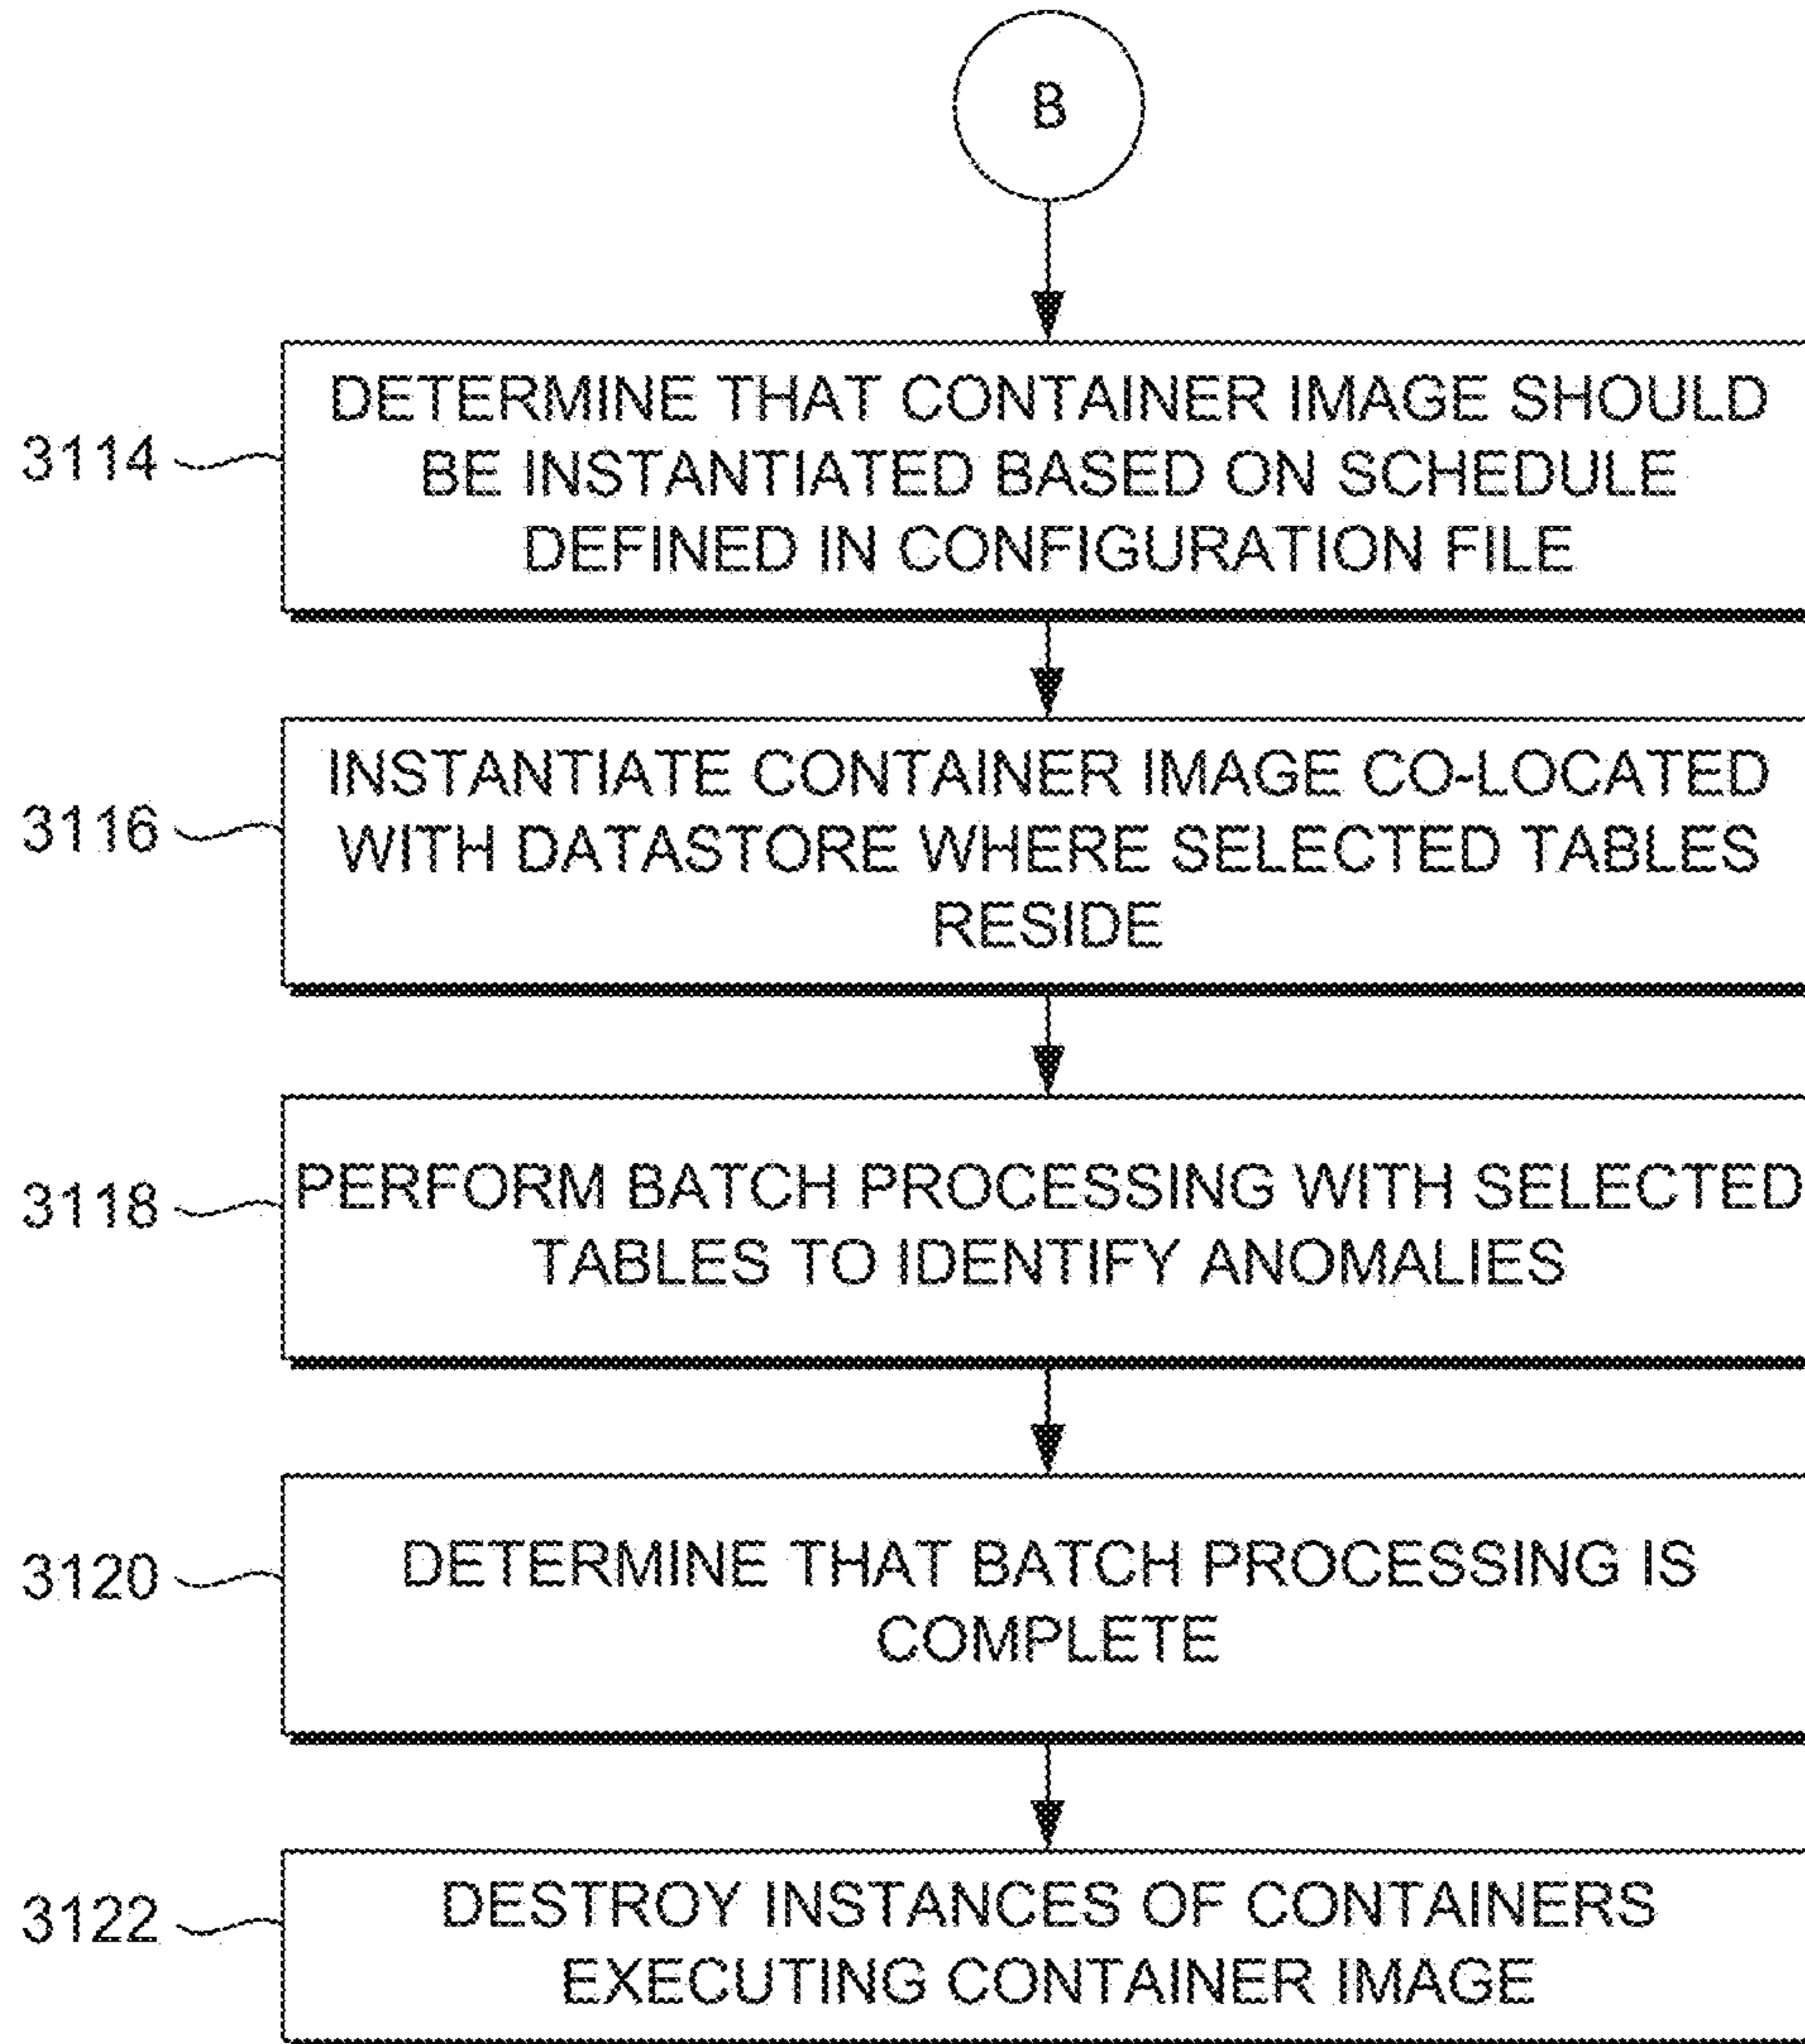 B
3114
DETERMINE THAT CONTAINER IMAGE SHOULD
BE INSTANTIATED BASED ON SCHEDULE
DEFINED IN CONFIGURATION FILE
3116
INSTANTIATE CONTAINER IMAGE CO-LOCATED
WITH DATASTORE WHERE SELECTED TABLES
RESIDE
3118
PERFORM BATCH PROCESSING WITH SELECTED
TABLES TO IDENTIFY ANOMALIES
3120
DETERMINE THAT BATCH PROCESSING IS
COMPLETE
3122
DESTROY INSTANCES OF CONTAINERS
EXECUTING CONTAINER IMAGE